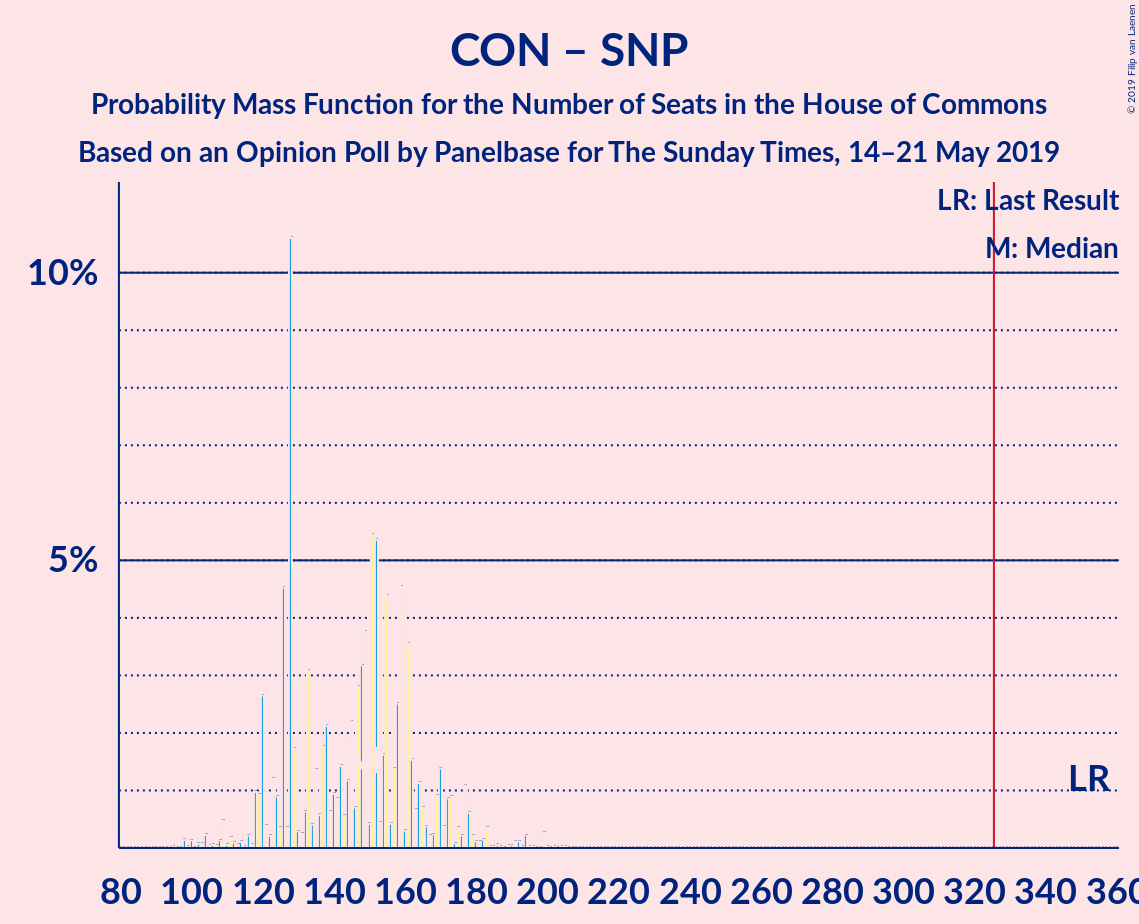 CON – SNP
Probability Mass Function for the Number of Seats in the House of Commons
Based on an Opinion Poll by Panelbase for The Sunday Times, 14–21 May 2019
© 2019 Filip van Laenen
LR: Last Result
M: Median
10%
5%
LR
80 100 120 140 160 180 200 220 240 260 280 300 320 340 360